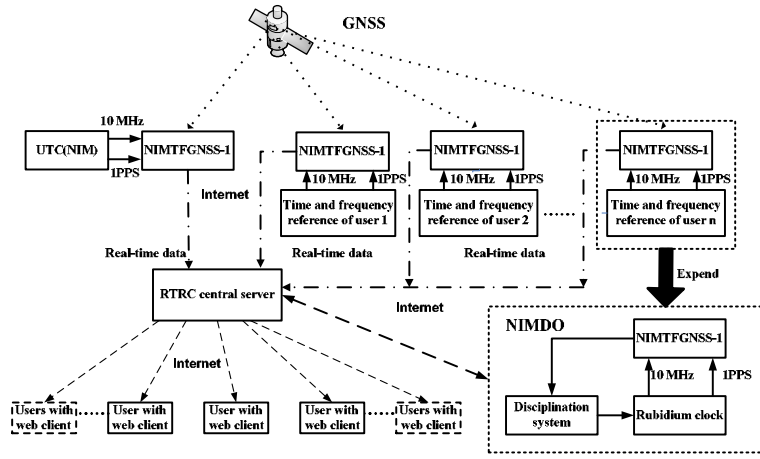 GNSS
10 MHz
UTC(NIM)
1PPS
NIMTFGNSS-1
NIMTFGNSS-1
NIMTFGNSS-1
NIMTFGNSS-1
Internet
10 MHz
1PPS
10 MHz
1PPS
10 MHz
1PPS
Time and frequency
reference of user 1
Time and frequency
reference of user 2
Time and frequency
reference of user n
Real-time data
Real-time data
Real-time data
Expend
RTRC central server
Internet
NIMDO
NIMTFGNSS-1
Internet
10 MHz
1PPS
Disciplination
system
Rubidium clock
Users with
web client
User with
web client
User with
web client
User with
web client
Users with
web client